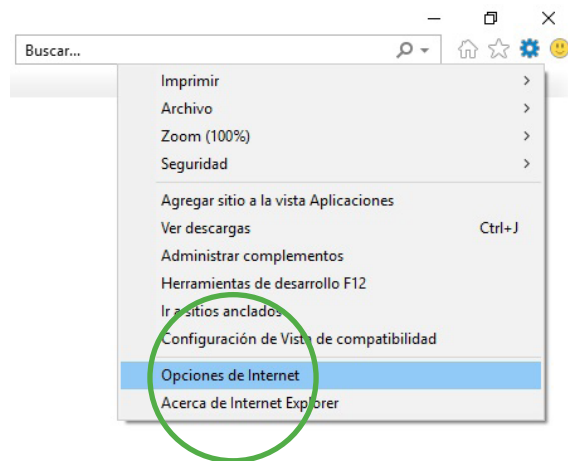 Buscar...
Imprimir
Archivo
Zoom (100%)
Seguridad
Agregar sitio a la vista Aplicaciones
Ver descargas Ctrl+J
Administrar complementos
Herramientas de desarrollo F12
Ir a sitios anclados
Configuración de Vista de compatibilidad
Opciones de Internet
Acerca de Internet Explorer